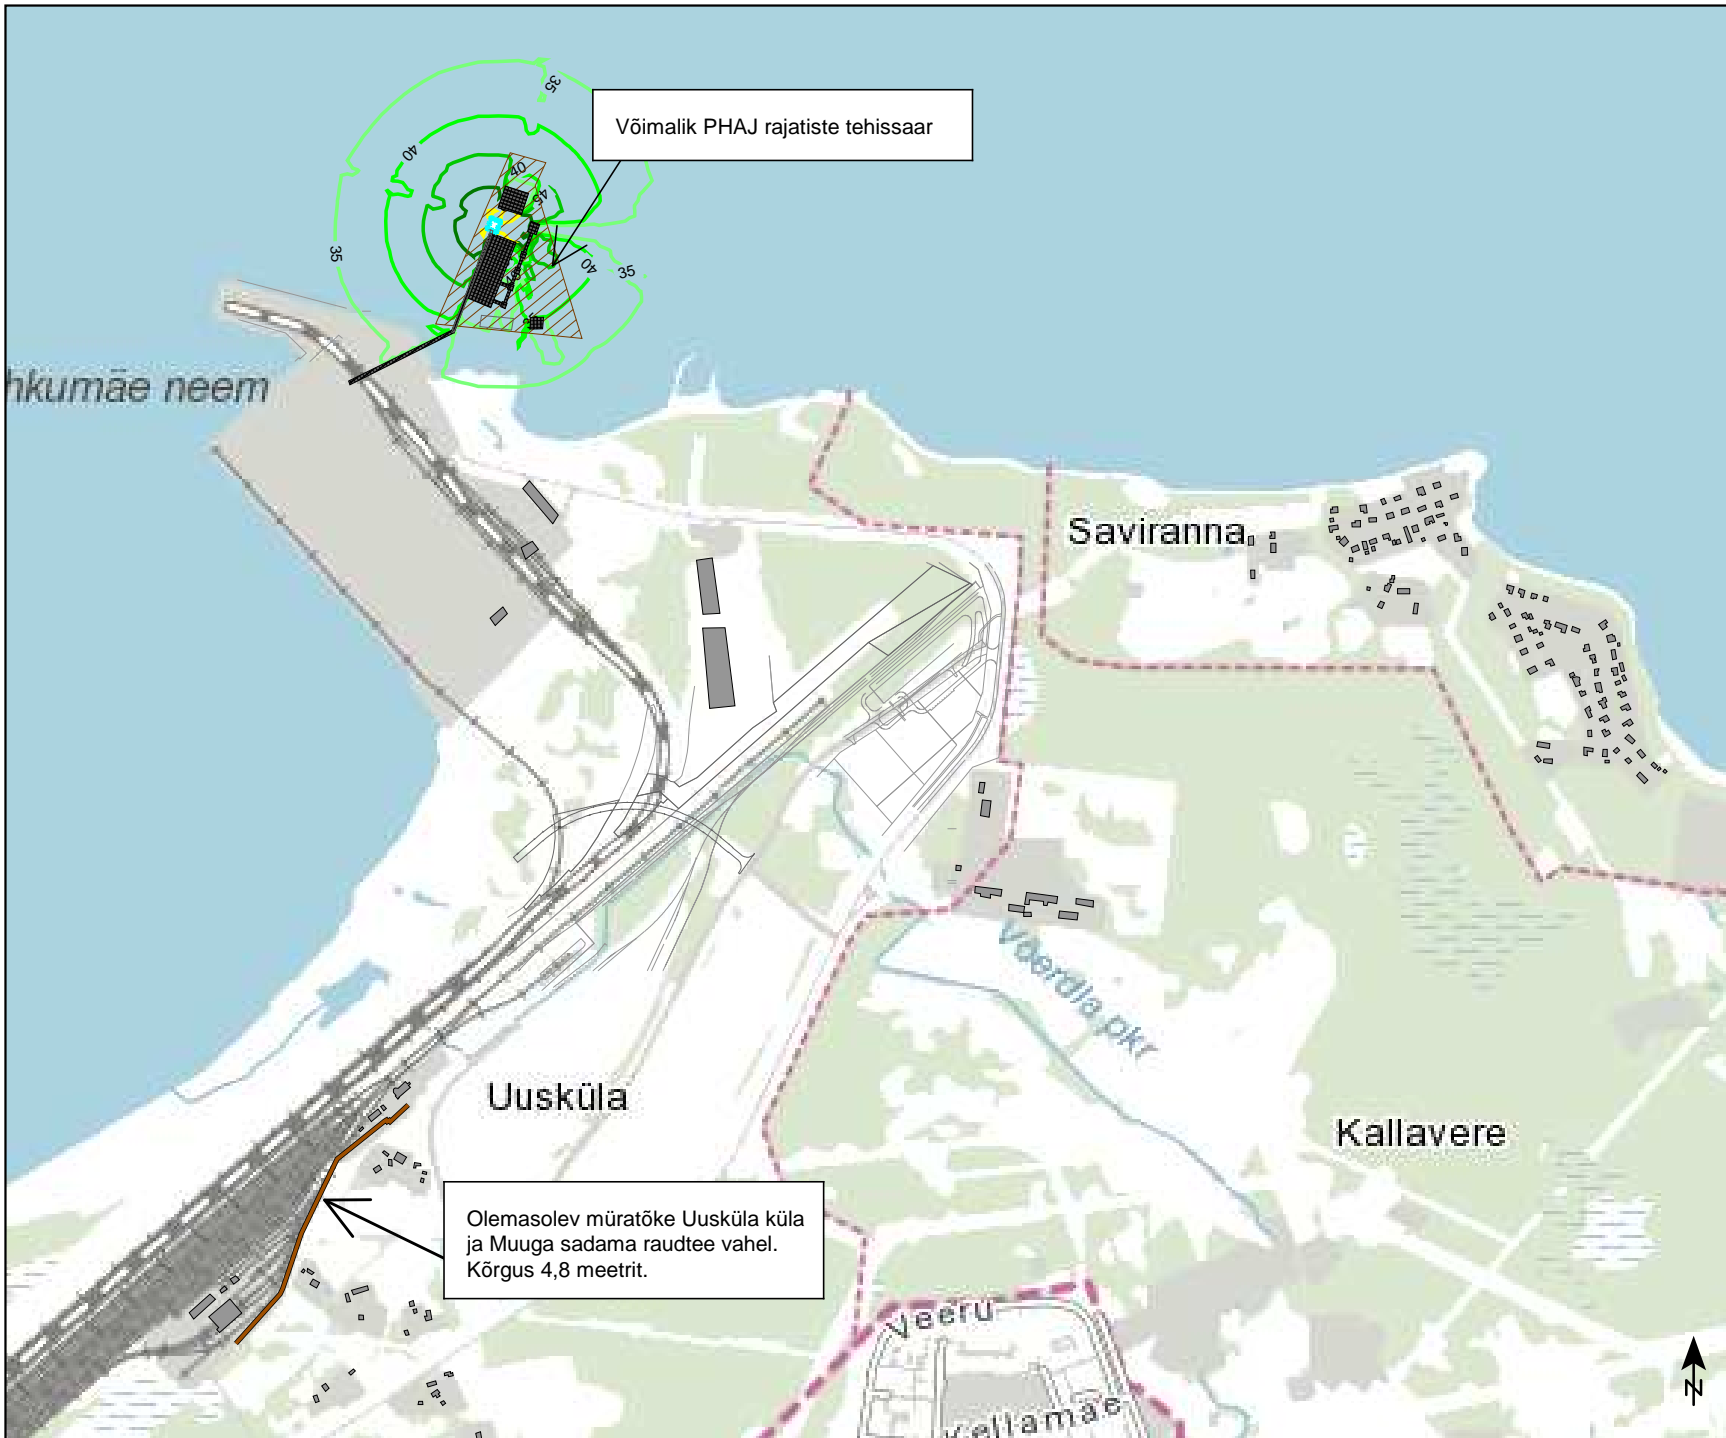 35
40
Võimalik PHAJ rajatiste tehissaar
40
45
35
40
35
hkumäe neem
Saviranna
Võerdla pkr
Uusküla
Kallavere
Olemasolev müratõke Uusküla küla
ja Muuga sadama raudtee vahel.
Kõrgus 4,8 meetrit.
Veeru
Kellamäe
N